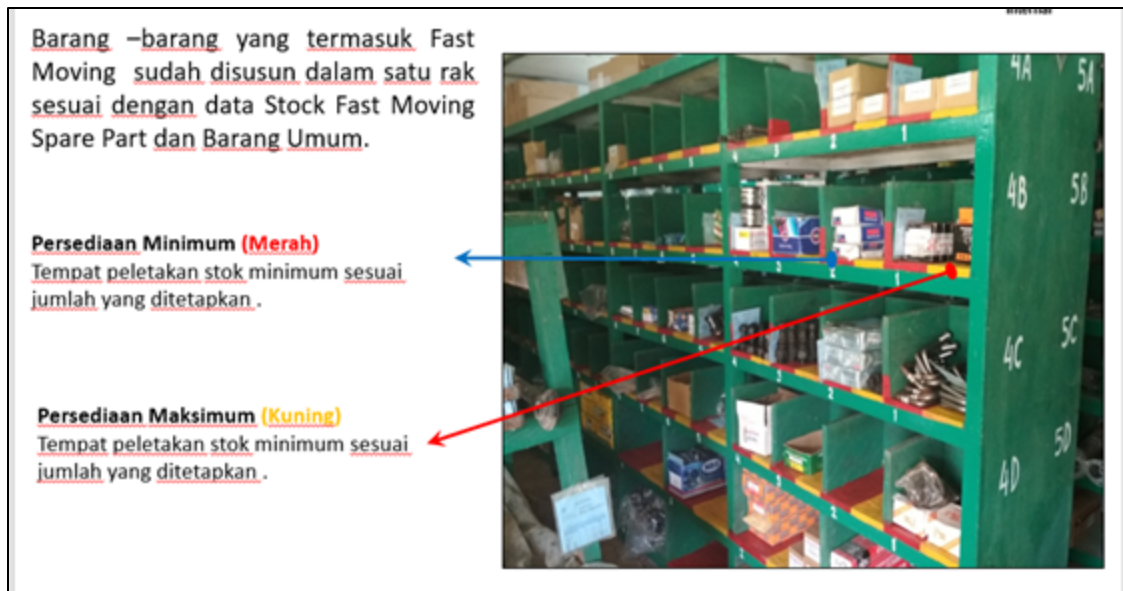 Barang –barang yang termasuk Fast
Moving sudah disusun dalam satu rak
sesuai dengan data Stock Fast Moving
Spare Part dan Barang Umum.
Persediaan Minimum (Merah)
Tempat peletakan stok minimum sesuai
jumlah yang ditetapkan .
Persediaan Maksimum (Kuning)
Tempat peletakan stok minimum sesuai
jumlah yang ditetapkan .
4A
5A
4B
5B
4C
5C
4D
5D